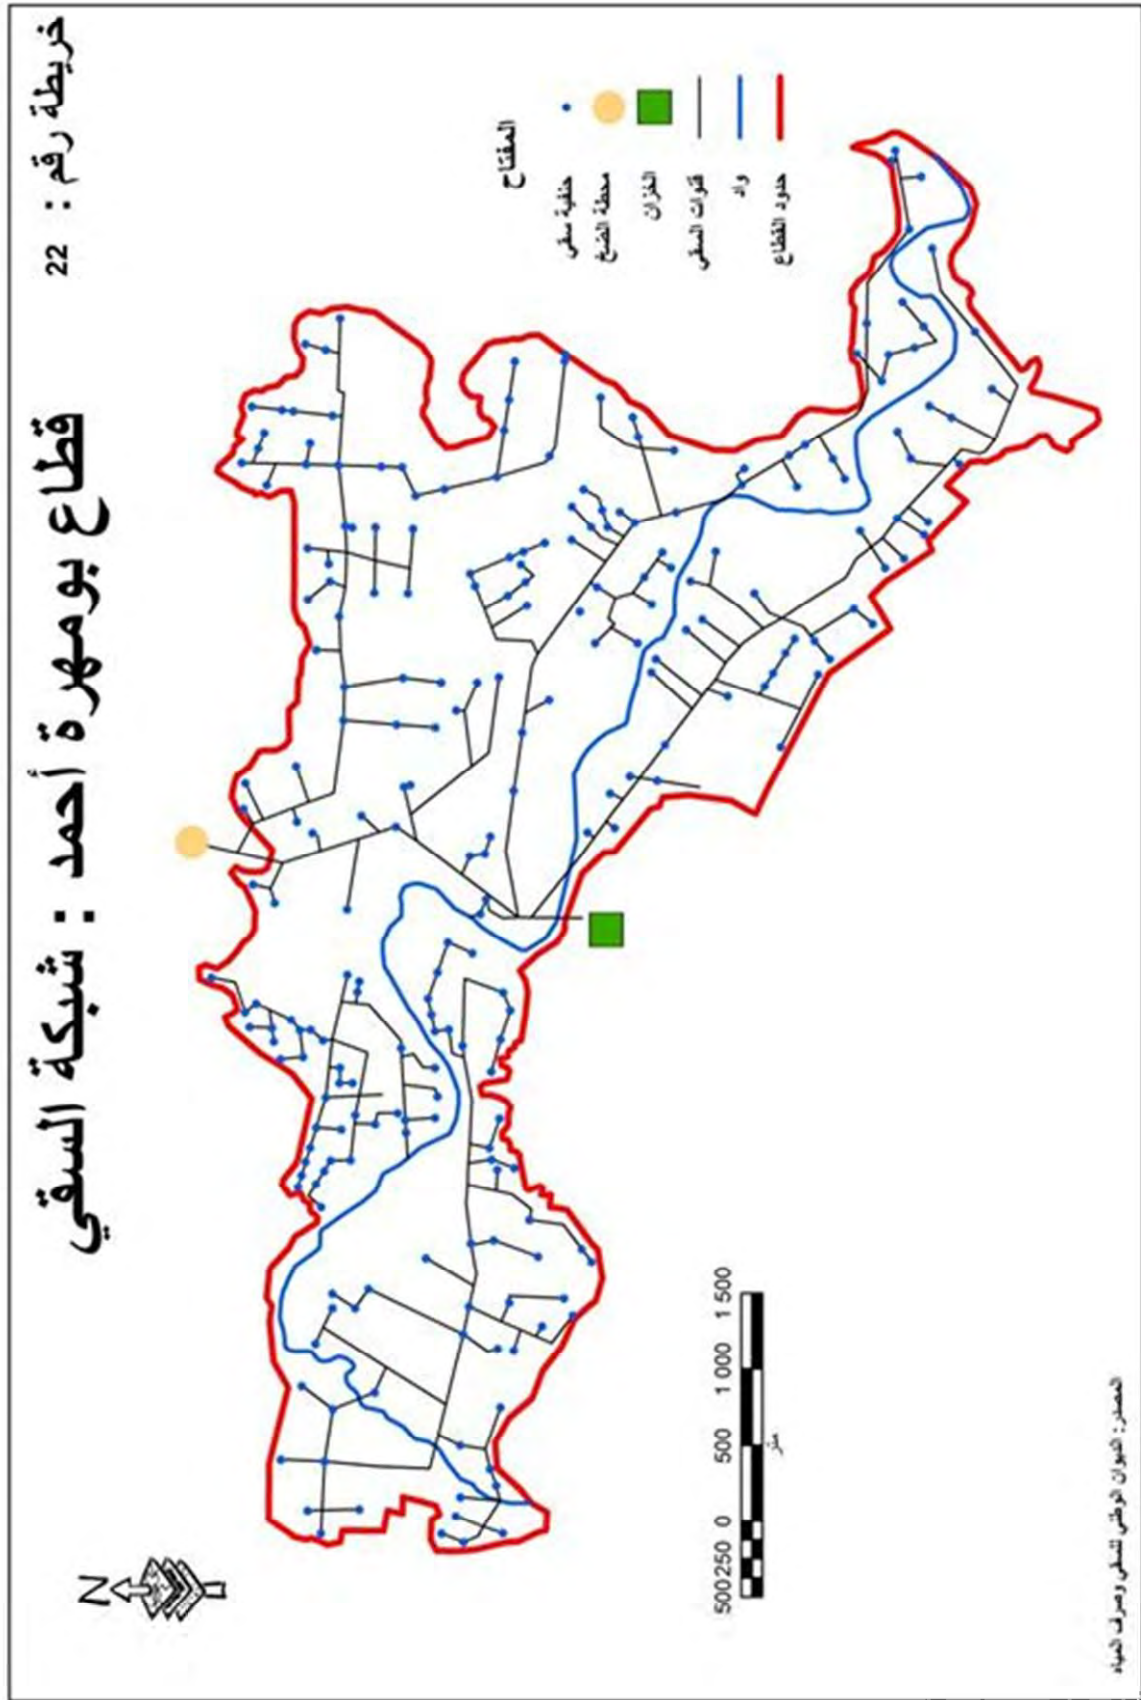 خريطة رقم : 22
قطاع بومهرة أحمد : شبكة السقي
المفتاح
حنفية سقي
محطة الضخ
الخزان
قنوات السقي
واد
حدود القطاع
N
500250 0 500 1 000 1 500
متر
المصدر: الديوان الوطني للسقي وصرف المياه